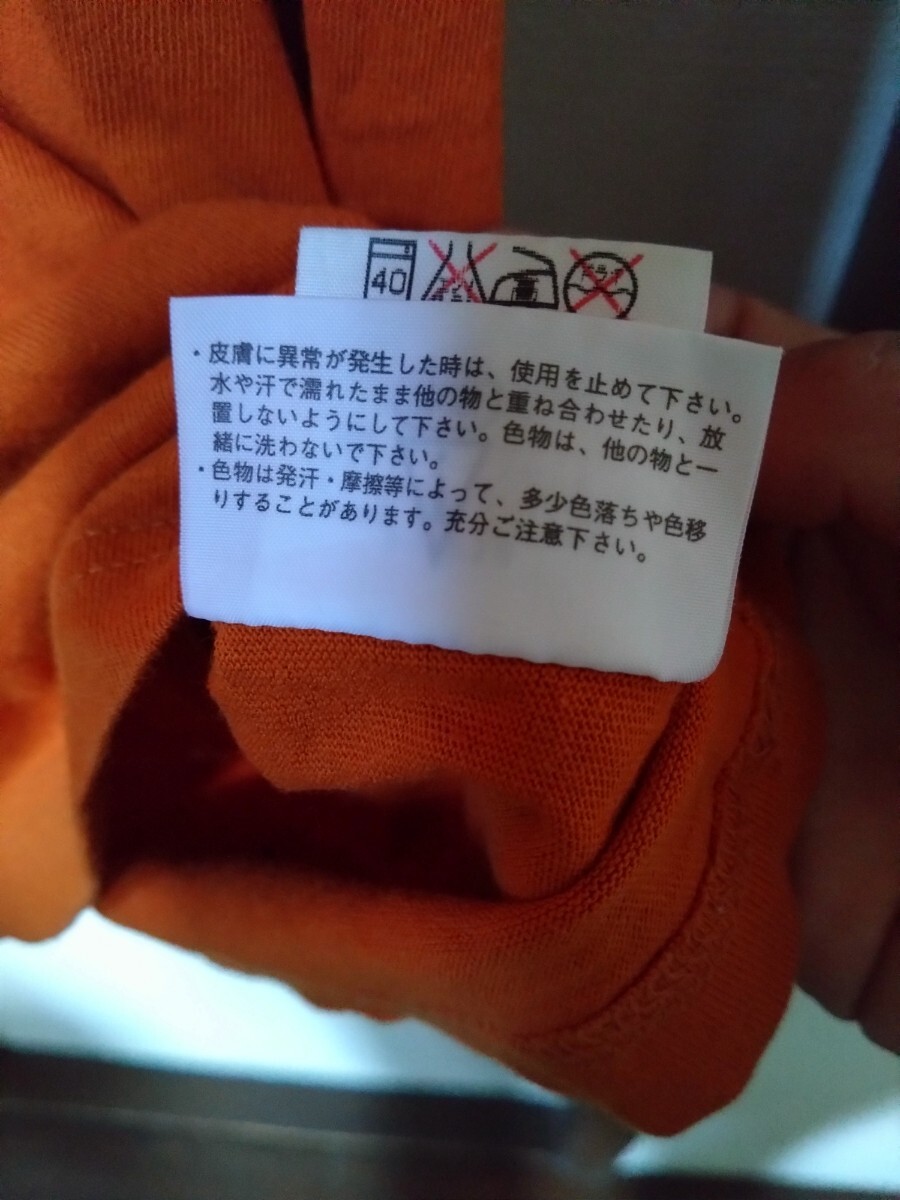 40
・皮膚に異常が発生した時は、使用を止めて下さい。
水や汗で濡れたまま他の物と重ね合わせたり、放
置しないようにして下さい。色物は、他の物と一
緒に洗わないで下さい。
・色物は発汗・摩擦等によって、多少色落ちや色移
りすることがあります。充分ご注意下さい。